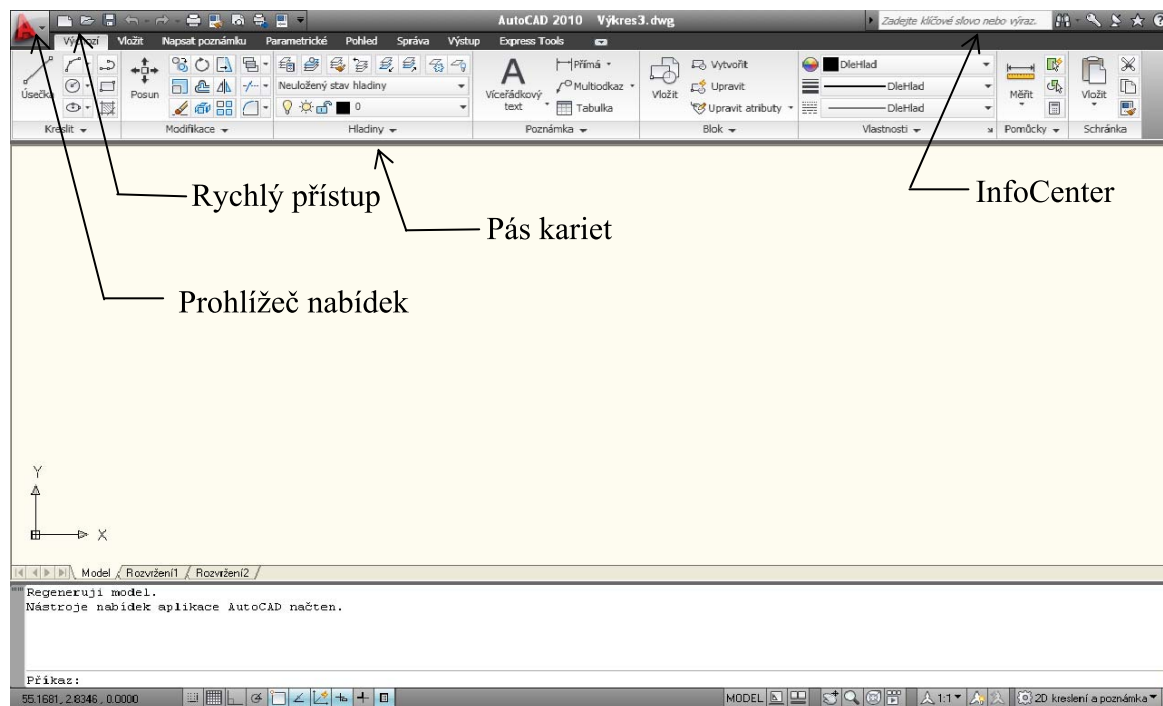 AutoCAD 2010 Výkres3.dwg
Zadejte klíčové slovo nebo výraz.
Výchozí Vložit Napsat poznámku Parametrické Pohled Správa Výstup Express Tools
Úsečka
Posun
Neuložený stav hladiny
0
A
Víceřádkový
text
Přímá
Multiodkaz
Tabulka
Vložit
Vytvořit
Upravit
Upravit atributy
DleHlad
DleHlad
DleHlad
Měřit
Vložit
Kreslit Modifikace Hladiny Poznámka Blok Vlastnosti Pomůcky Schránka
Rychlý přístup
InfoCenter
Pás kariet
Prohlížeč nabídek
Y
X
Model Rozvržení1 Rozvržení2
Regeneruji model.
Nástroje nabídek aplikace AutoCAD načten.
Příkaz:
55.1681, 2.8346, 0.0000
MODEL
1:1
2D kreslení a poznámka